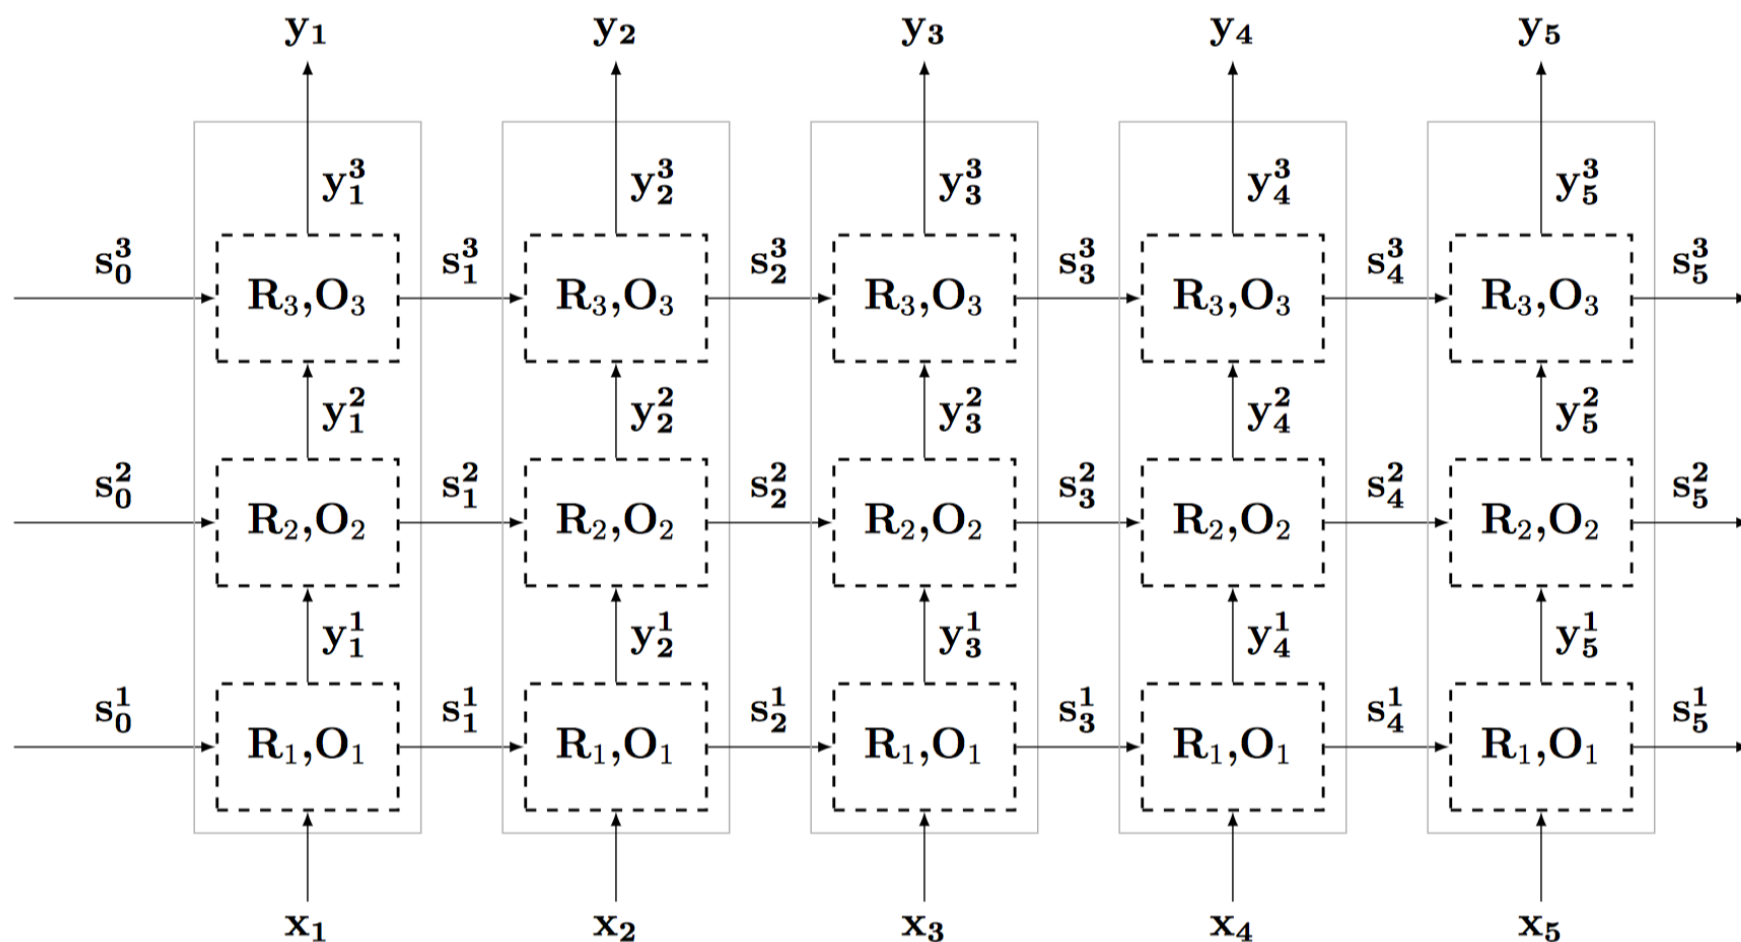 y₁ y₂ y₃ y₄ y₅
y₁³ y₂³ y₃³ y₄³ y₅³
s₀³ s₁³ s₂³ s₃³ s₄³ s₅³
R₃,O₃ R₃,O₃ R₃,O₃ R₃,O₃ R₃,O₃
y₁² y₂² y₃² y₄² y₅²
s₀² s₁² s₂² s₃² s₄² s₅²
R₂,O₂ R₂,O₂ R₂,O₂ R₂,O₂ R₂,O₂
y₁¹ y₂¹ y₃¹ y₄¹ y₅¹
s₀¹ s₁¹ s₂¹ s₃¹ s₄¹ s₅¹
R₁,O₁ R₁,O₁ R₁,O₁ R₁,O₁ R₁,O₁
x₁ x₂ x₃ x₄ x₅